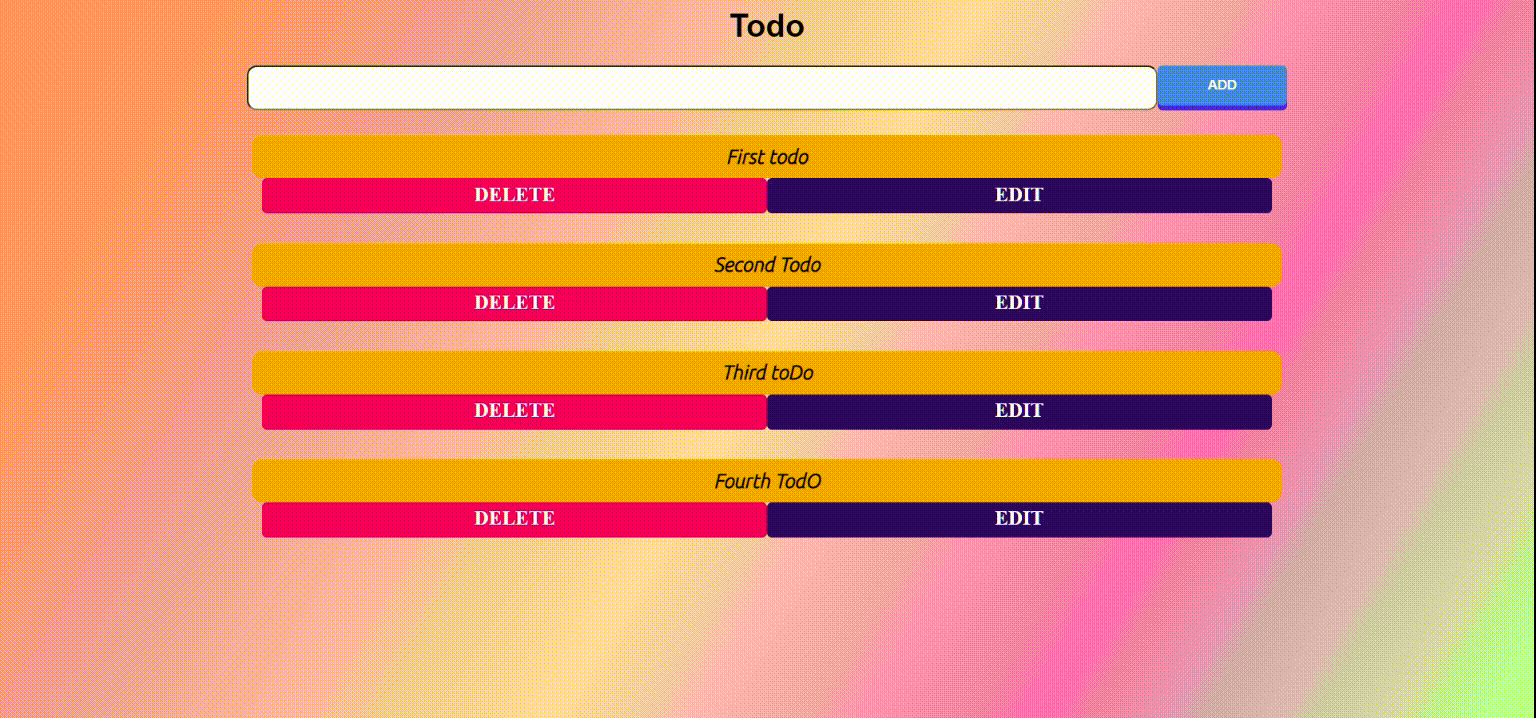 Todo
ADD
First todo
DELETE EDIT
Second Todo
DELETE EDIT
Third toDo
DELETE EDIT
Fourth TodO
DELETE EDIT